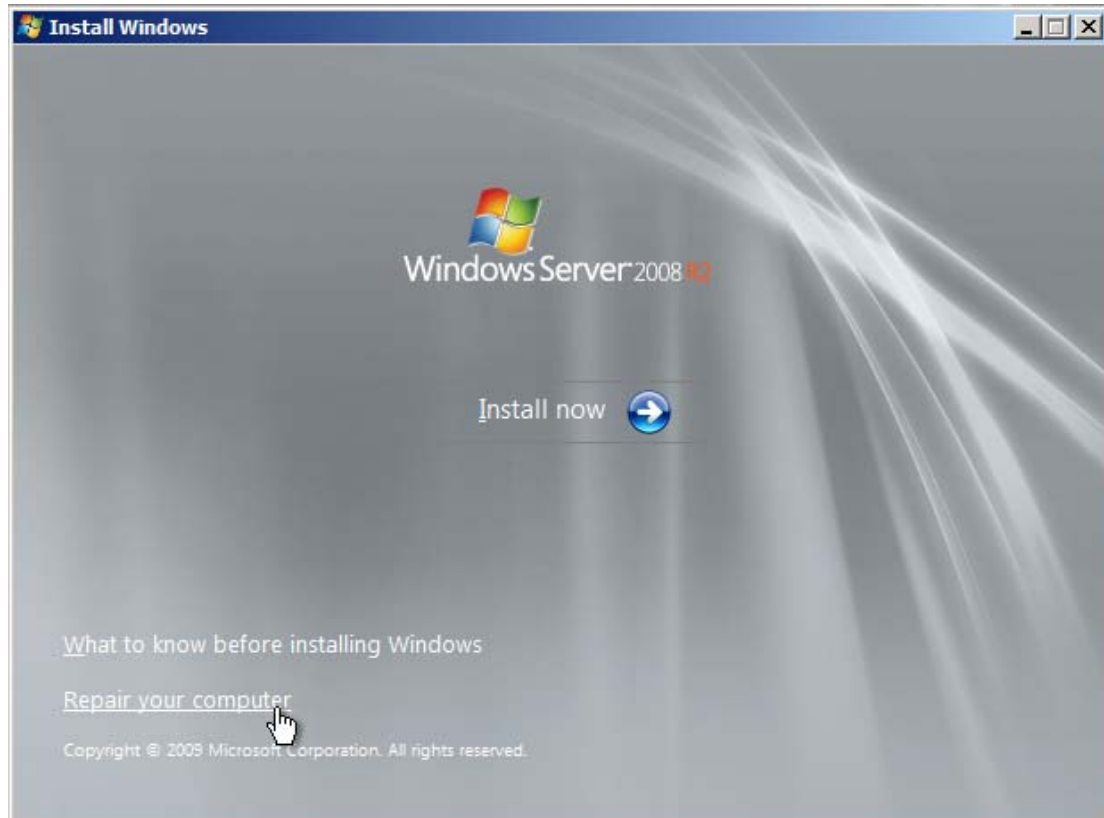 Install Windows
Windows Server 2008 R2
Install now
What to know before installing Windows
Repair your computer
Copyright © 2009 Microsoft Corporation. All rights reserved.